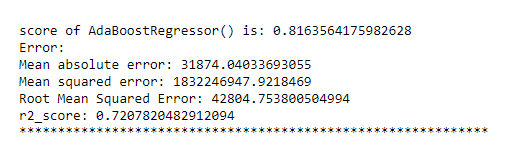 score of AdaBoostRegressor() is: 0.8163564175982628
Error:
Mean absolute error: 31874.04033693055
Mean squared error: 1832246947.9218469
Root Mean Squared Error: 42804.753800504994
r2_score: 0.7207820482912094
*************************************************************